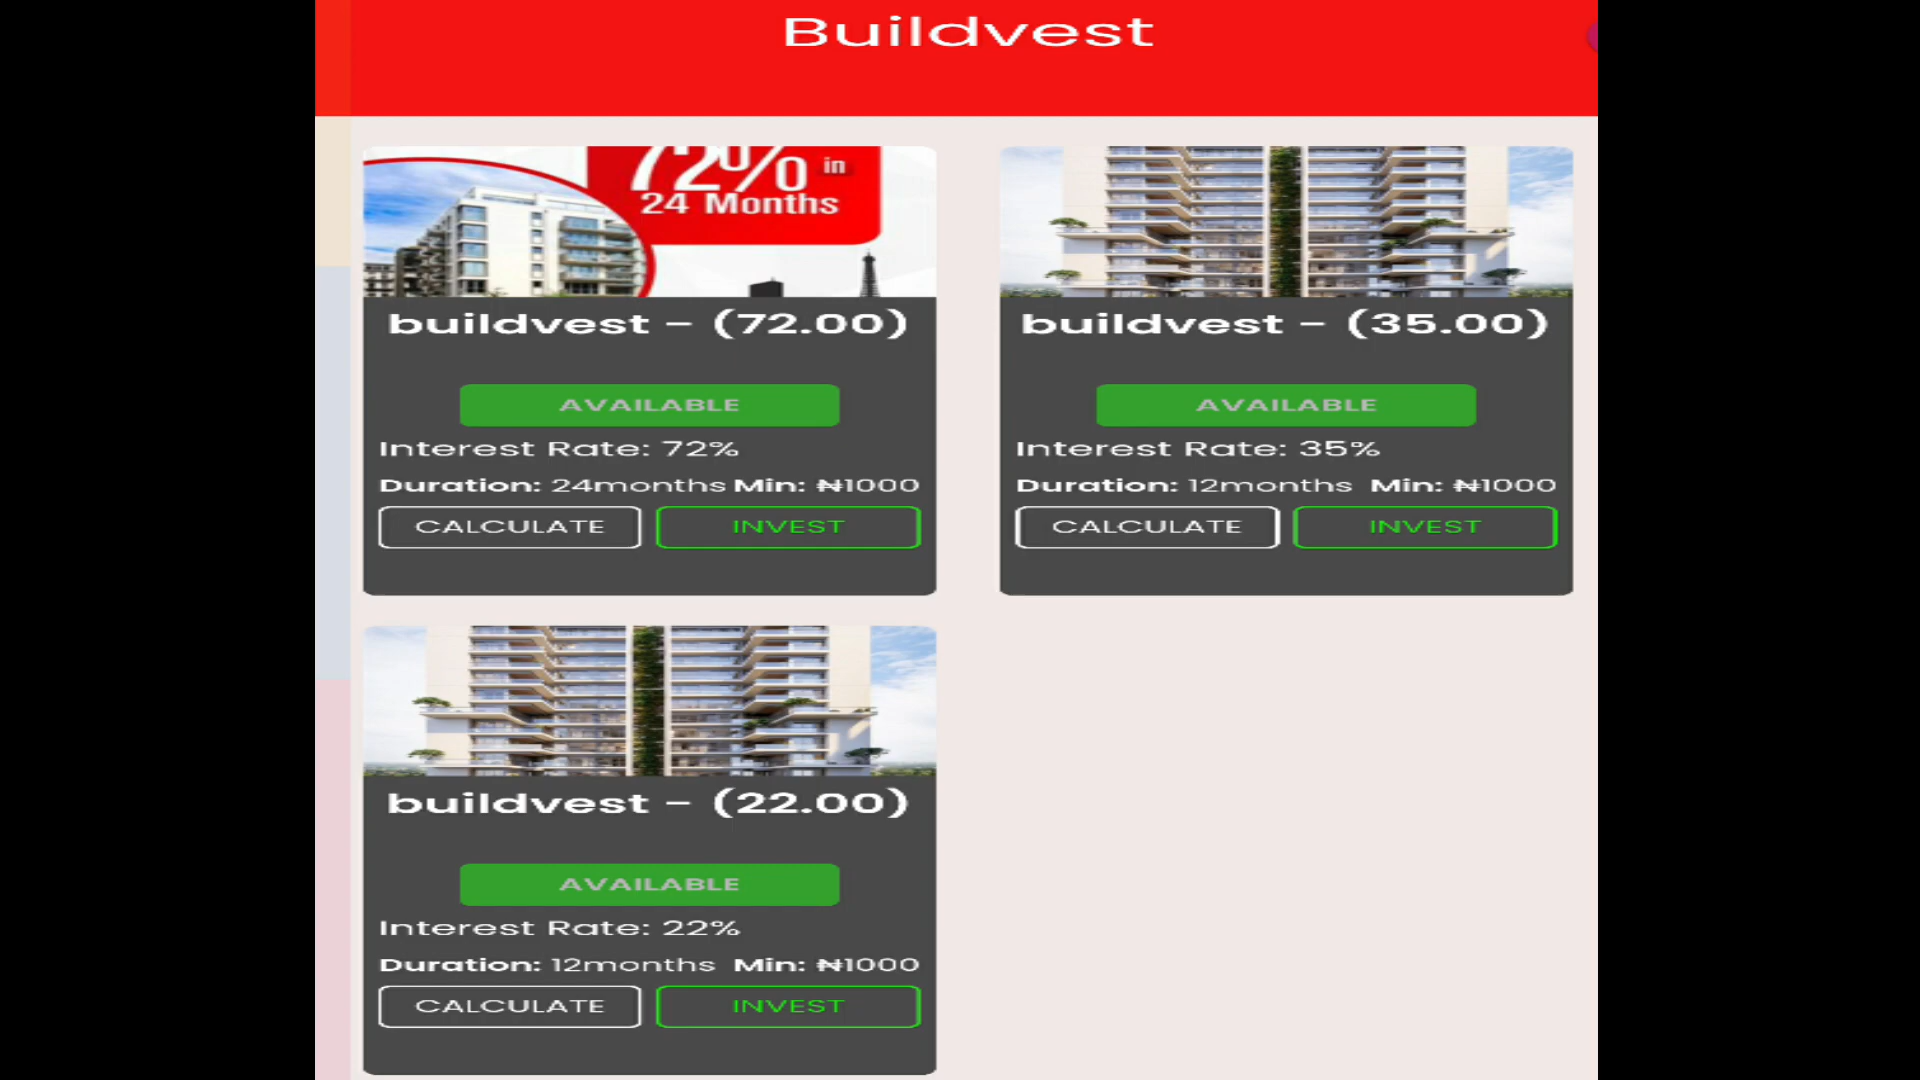 Buildvest
72% in
24 Months
buildvest - (72.00)
AVAILABLE
Interest Rate: 72%
Duration: 24months Min: ₦1000
CALCULATE INVEST
buildvest - (35.00)
AVAILABLE
Interest Rate: 35%
Duration: 12months Min: ₦1000
CALCULATE INVEST
buildvest - (22.00)
AVAILABLE
Interest Rate: 22%
Duration: 12months Min: ₦1000
CALCULATE INVEST